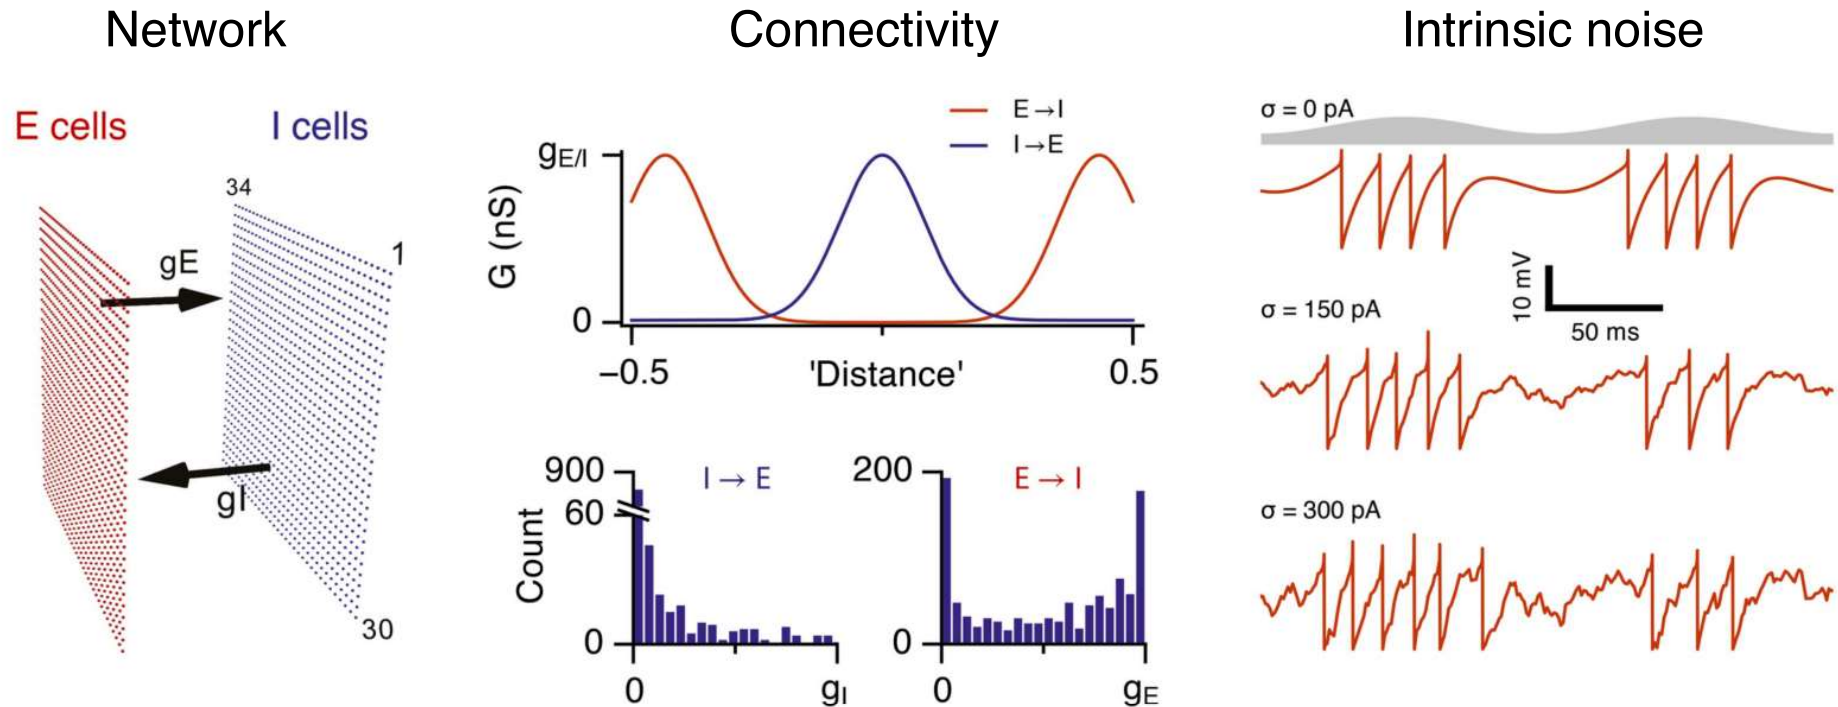 Network
E cells
I cells
34
1
gE
gI
30
Connectivity
E→I
I→E
gE/I
G (nS)
0
−0.5
'Distance'
0.5
900
60
0
Count
I → E
0
gI
200
0
E → I
0
gE
Intrinsic noise
σ = 0 pA
10 mV
50 ms
σ = 150 pA
σ = 300 pA